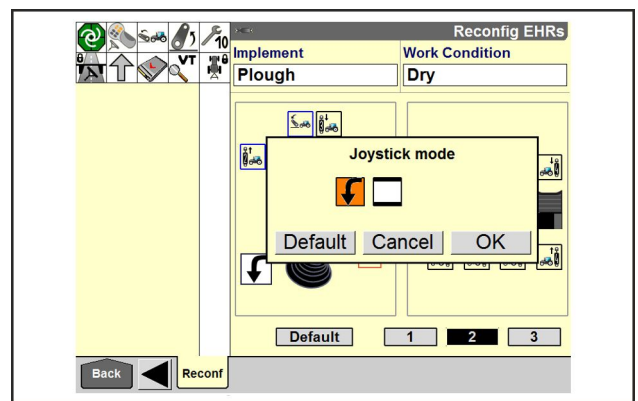 Reconfig EHRs
5
10
VT
Implement
Work Condition
Plough
Dry
Joystick mode
Default
Cancel
OK
Default
1
2
3
Back
Reconf